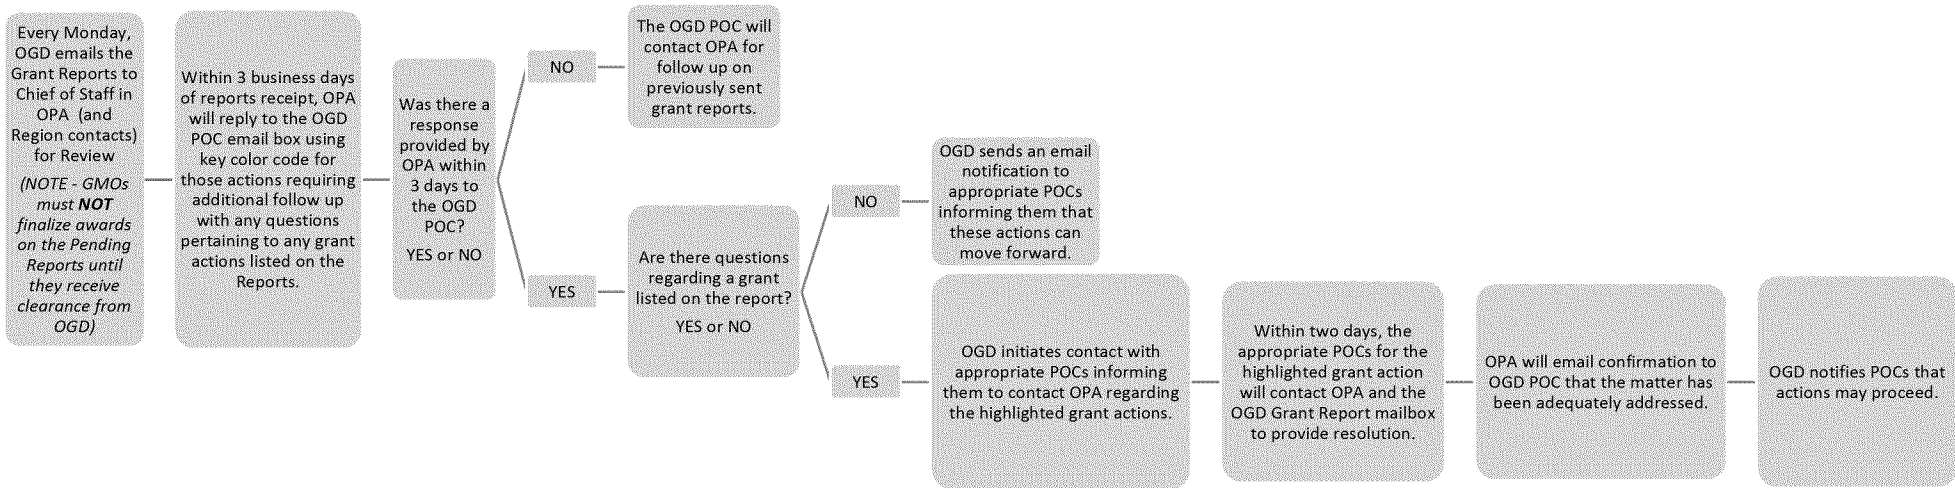 Every Monday,
OGD emails the
Grant Reports to
Chief of Staff in
OPA (and
Region contacts)
for Review
(NOTE - GMOs
must NOT
finalize awards
on the Pending
Reports until
they receive
clearance from
OGD)
Within 3 business days
of reports receipt, OPA
will reply to the OGD
POC email box using
key color code for
those actions requiring
additional follow up
with any questions
pertaining to any grant
actions listed on the
Reports.
Was there a
response
provided by
OPA within
3 days to
the OGD
POC?
YES or NO
NO
The OGD POC will
contact OPA for
follow up on
previously sent
grant reports.
YES
Are there questions
regarding a grant
listed on the report?
YES or NO
NO
OGD sends an email
notification to
appropriate POCs
informing them that
these actions can
move forward.
YES
OGD initiates contact with
appropriate POCs informing
them to contact OPA regarding
the highlighted grant actions.
Within two days, the
appropriate POCs for the
highlighted grant action
will contact OPA and the
OGD Grant Report mailbox
to provide resolution.
OPA will email confirmation to
OGD POC that the matter has
been adequately addressed.
OGD notifies POCs that
actions may proceed.